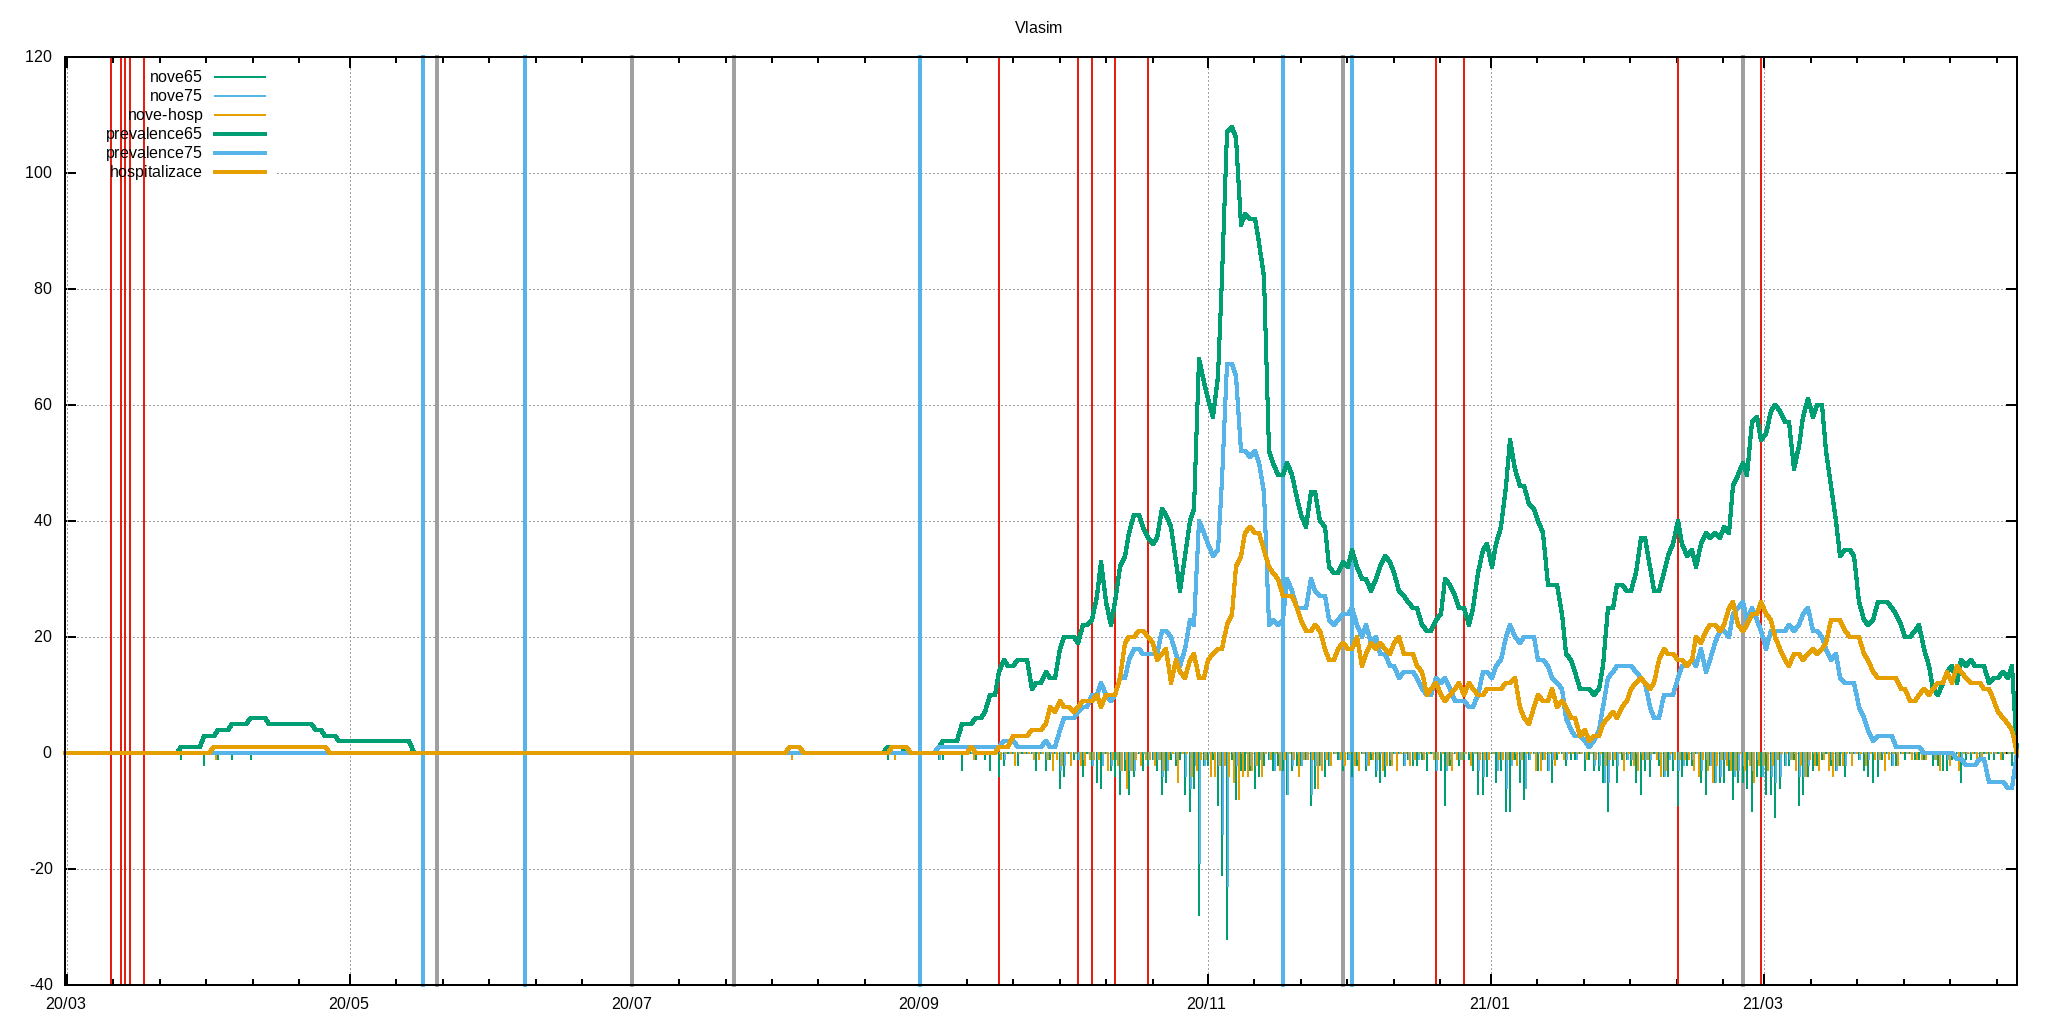 Vlasim
120
100
80
60
40
20
0
-20
-40
nove65
nove75
nove-hosp
prevalence65
prevalence75
hospitalizace
20/03 20/05 20/07 20/09 20/11 21/01 21/03